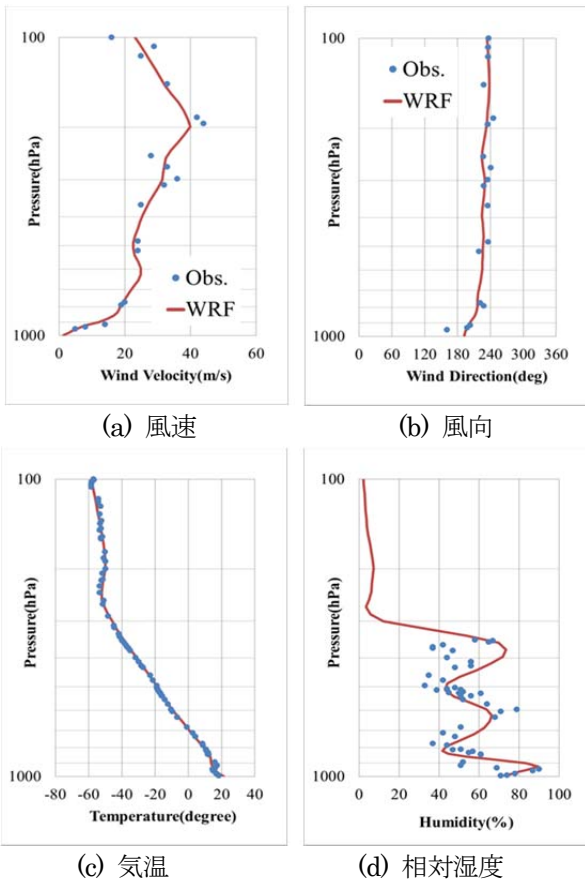 100
Pressure(hPa)
1000
0 20 40 60
Wind Velocity(m/s)
Obs.
WRF
(a) 風速
100
Pressure(hPa)
1000
0 60 120 180 240 300 360
Wind Direction(deg)
Obs.
WRF
(b) 風向
100
Pressure(hPa)
1000
-80 -60 -40 -20 0 20 40
Temperature(degree)
(c) 気温
100
Pressure(hPa)
1000
0 20 40 60 80 100
Humidity(%)
(d) 相対湿度